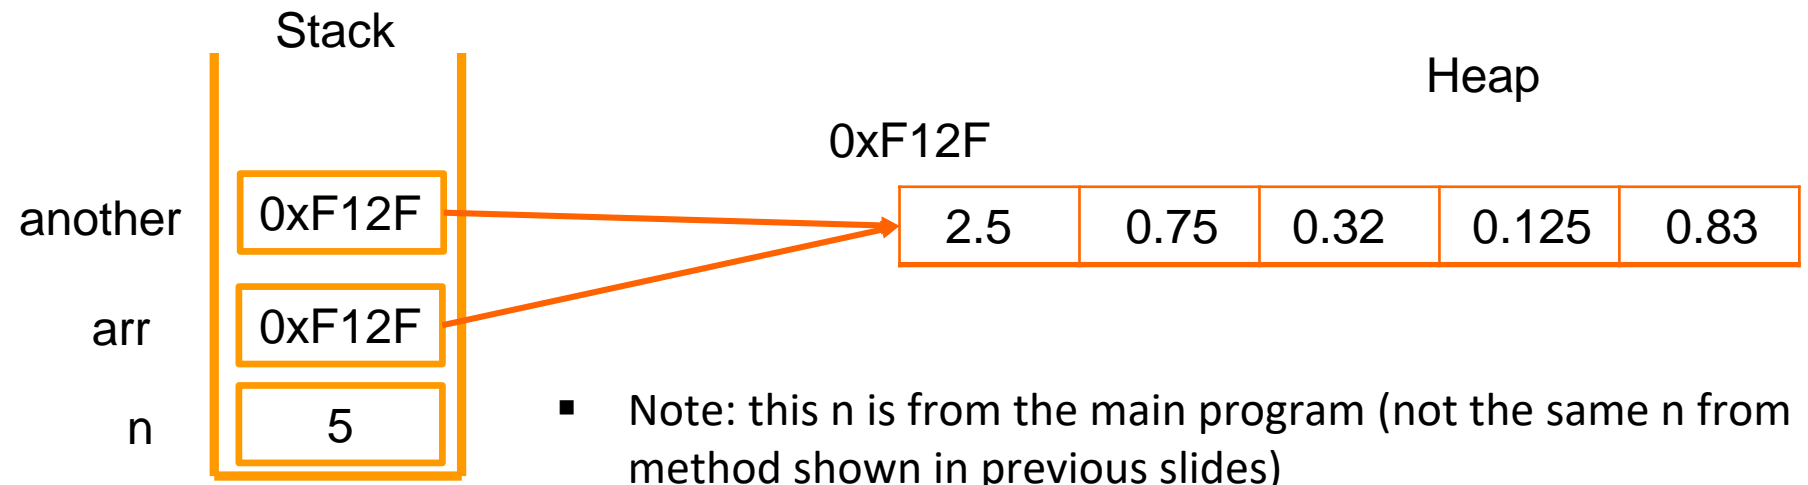 Stack
Heap
0xF12F
another 0xF12F
2.5 0.75 0.32 0.125 0.83
arr 0xF12F
n 5
▪ Note: this n is from the main program (not the same n from
method shown in previous slides)